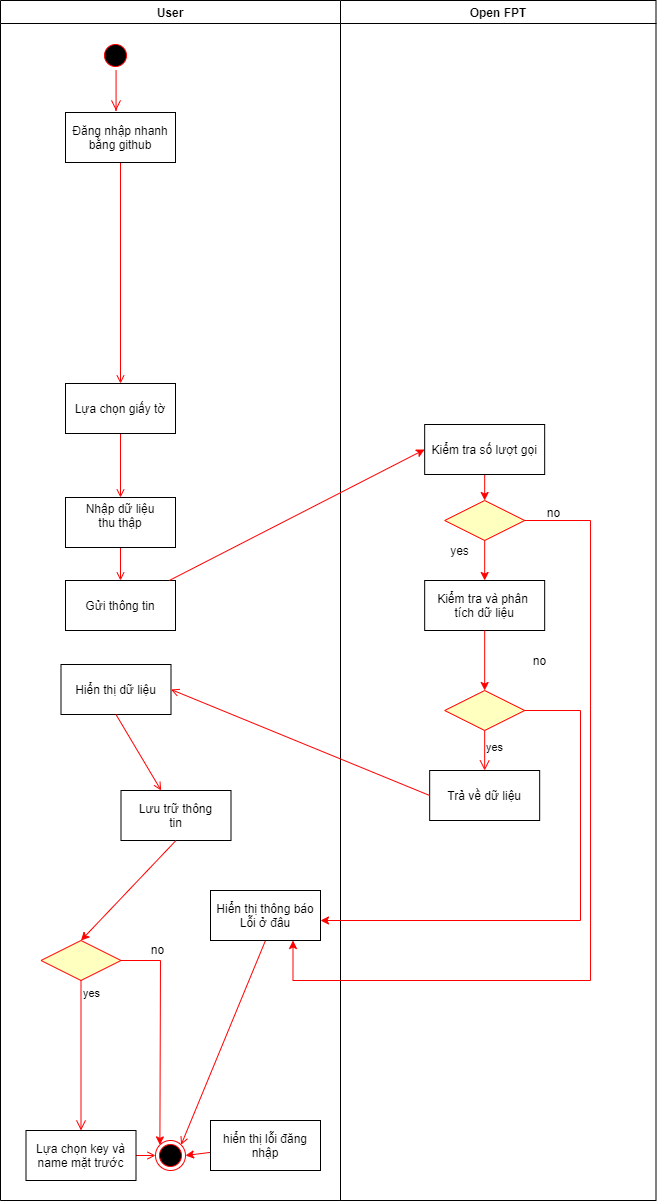 User
Open FPT
Đăng nhập nhanh
bằng github
Lựa chọn giấy tờ
Kiểm tra số lượt gọi
Nhập dữ liệu
thu thập
no
yes
Gửi thông tin
Kiểm tra và phân
tích dữ liệu
no
Hiển thị dữ liệu
yes
Trả về dữ liệu
Lưu trữ thông
tin
Hiển thị thông báo
Lỗi ở đâu
no
yes
Lựa chọn key và
name mặt trước
hiển thị lỗi đăng
nhập